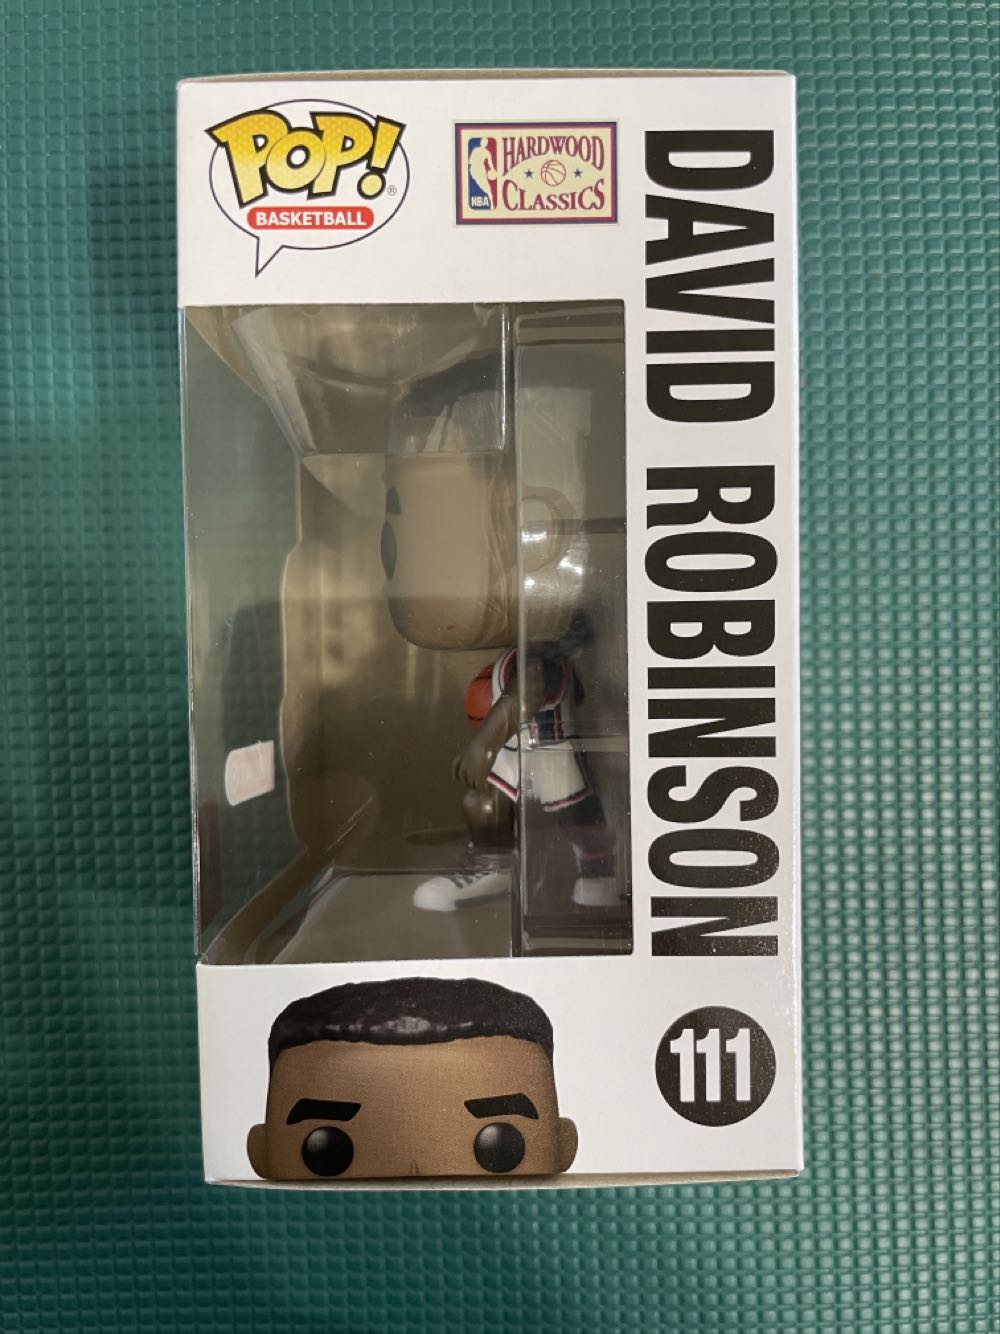 POP!®
BASKETBALL
NBA
HARDWOOD
CLASSICS
DAVID ROBINSON
111